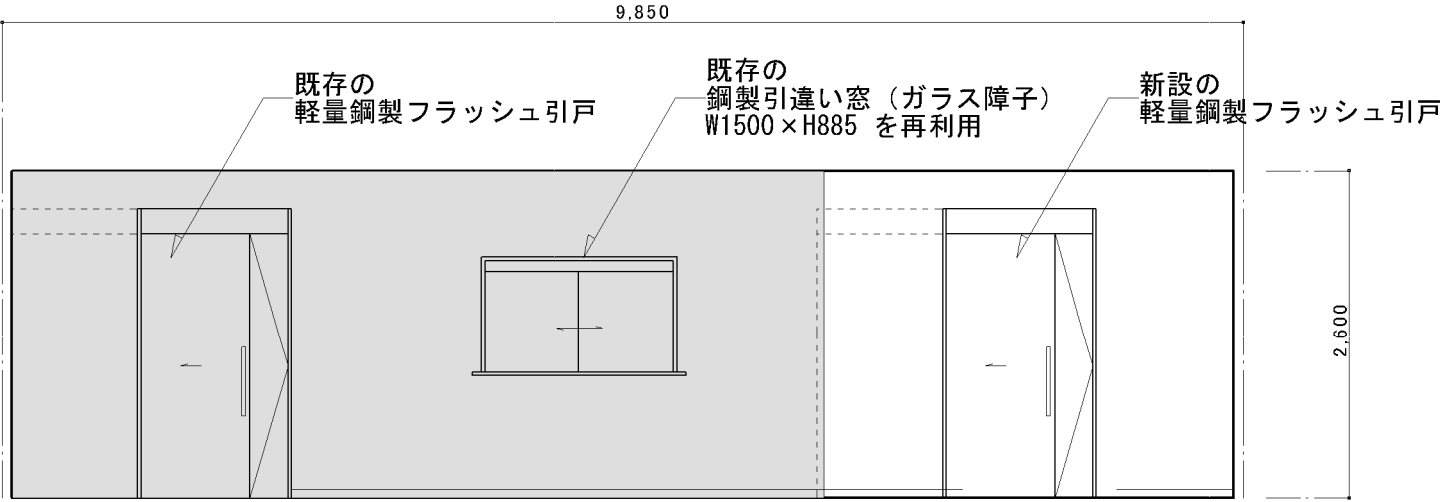 9,850
既存の
軽量鋼製フラッシュ引戸
既存の
鋼製引違い窓（ガラス障子）
W1500×H885 を再利用
新設の
軽量鋼製フラッシュ引戸
2,600